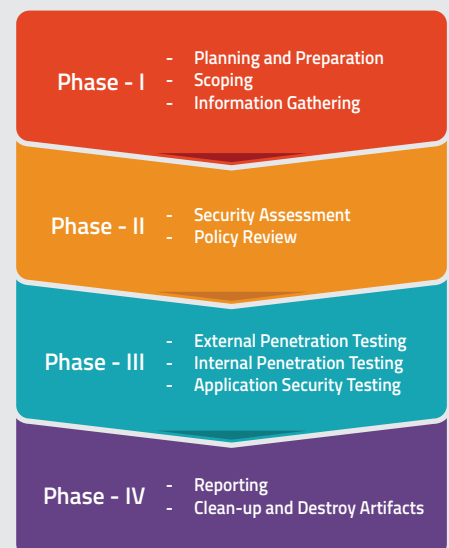 Phase - I
- Planning and Preparation
- Scoping
- Information Gathering
Phase - II
- Security Assessment
- Policy Review
Phase - III
- External Penetration Testing
- Internal Penetration Testing
- Application Security Testing
Phase - IV
- Reporting
- Clean-up and Destroy Artifacts